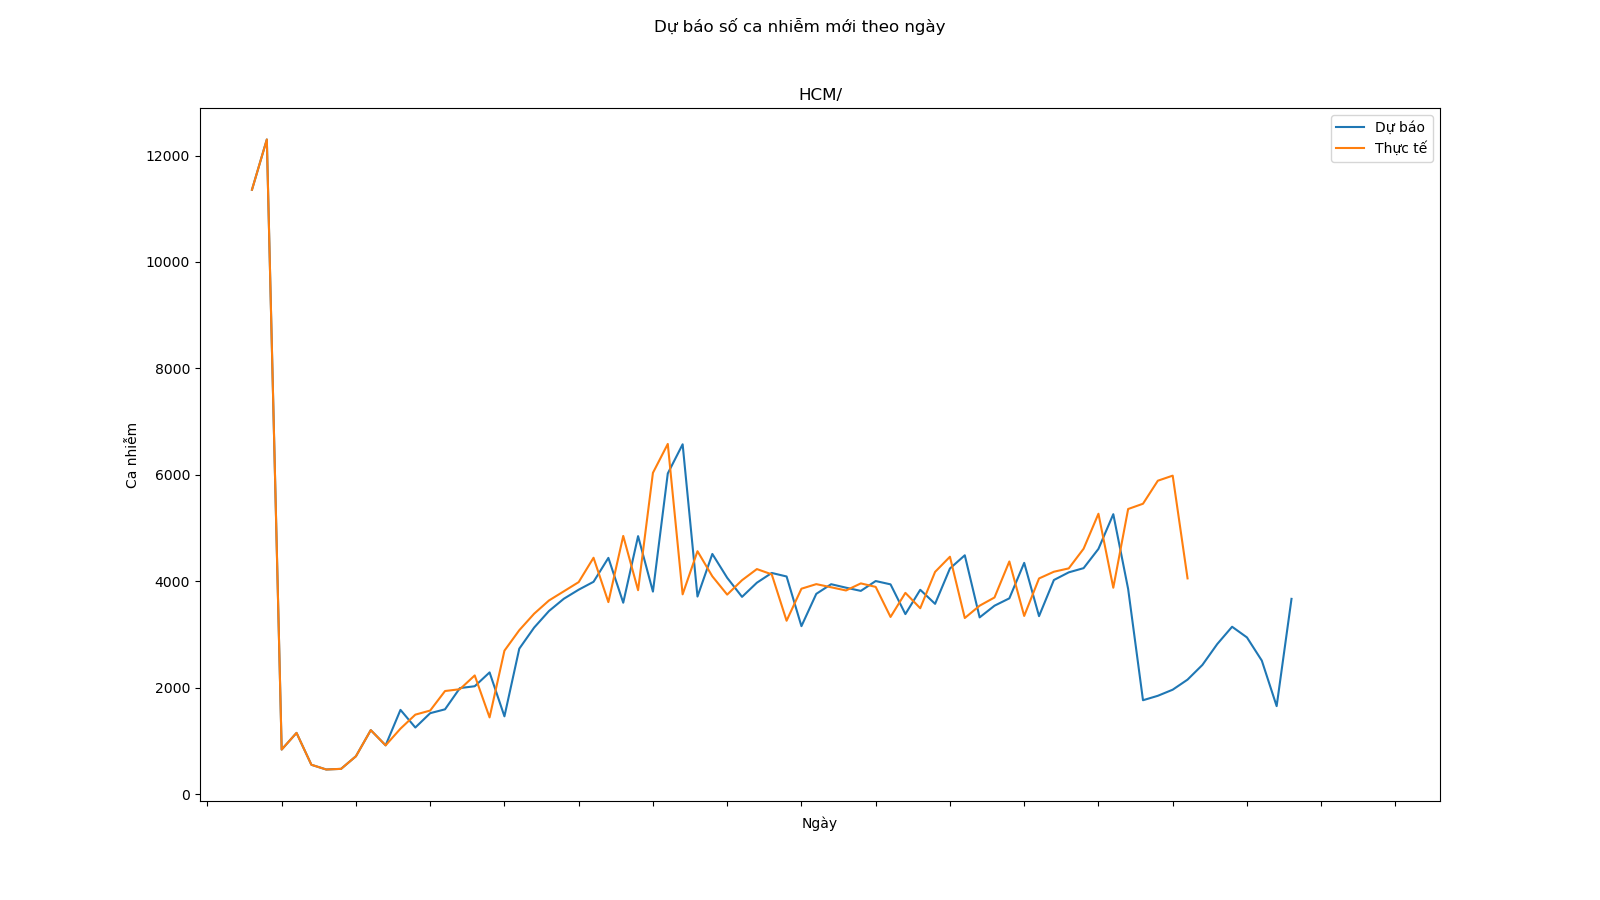 Dự báo số ca nhiễm mới theo ngày
HCM/
Dự báo
Thực tế
12000
10000
8000
6000
4000
2000
0
Ca nhiễm
Ngày